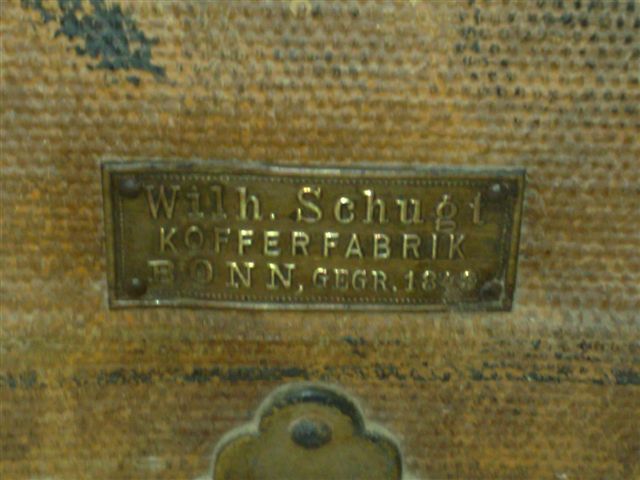 Wilh. Schugt
KOFFERFABRIK
BONN, GEGR.